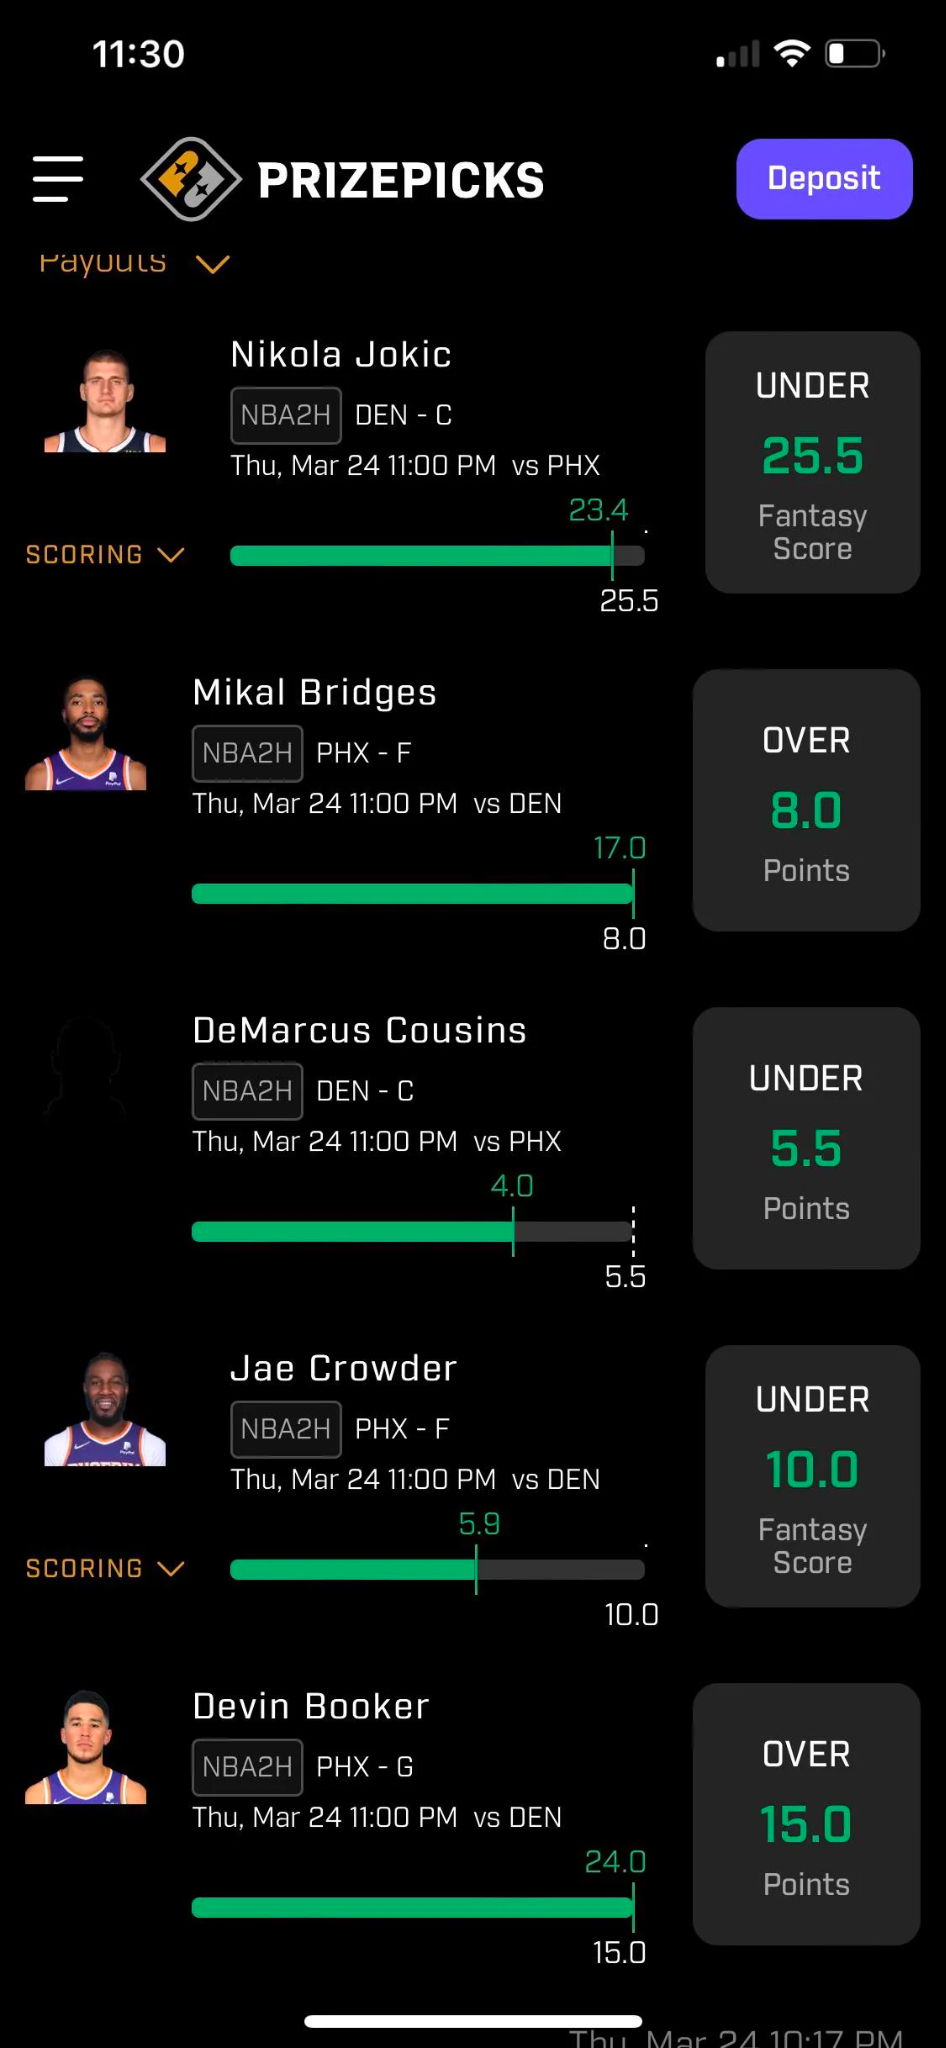 11:30
PRIZEPICKS
Deposit
Payouts
Nikola Jokic
NBA2H DEN - C
Thu, Mar 24 11:00 PM vs PHX
23.4
SCORING
25.5
UNDER
25.5
Fantasy
Score
Mikal Bridges
NBA2H PHX - F
Thu, Mar 24 11:00 PM vs DEN
17.0
8.0
OVER
8.0
Points
DeMarcus Cousins
NBA2H DEN - C
Thu, Mar 24 11:00 PM vs PHX
4.0
5.5
UNDER
5.5
Points
Jae Crowder
NBA2H PHX - F
Thu, Mar 24 11:00 PM vs DEN
5.9
SCORING
10.0
UNDER
10.0
Fantasy
Score
Devin Booker
NBA2H PHX - G
Thu, Mar 24 11:00 PM vs DEN
24.0
15.0
OVER
15.0
Points
Thu, Mar 24 10:17 PM